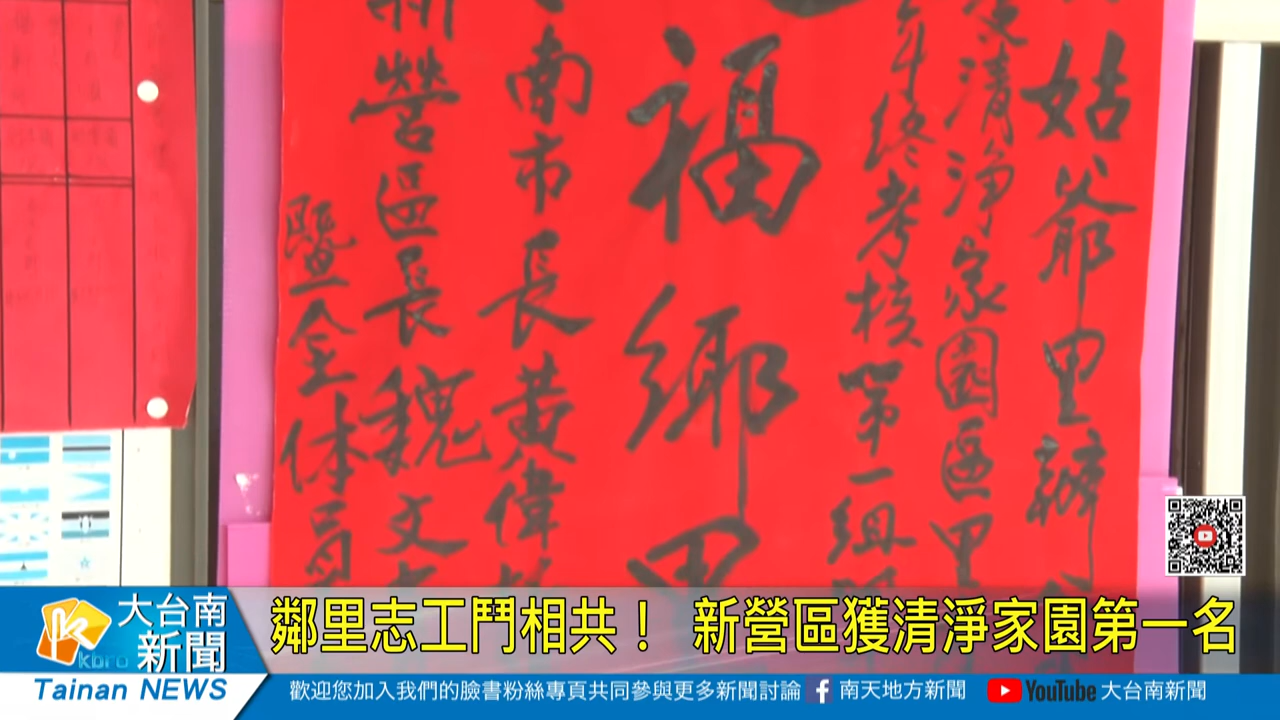 姑爺里辦
清淨家園區里
年終考核第一組
福鄉里
南市長黃偉
新營區長魏文
暨全体員
kbro
大台南
新聞
Tainan NEWS
鄰里志工鬥相共！ 新營區獲清淨家園第一名
歡迎您加入我們的臉書粉絲專頁共同參與更多新聞討論 南天地方新聞 YouTube 大台南新聞